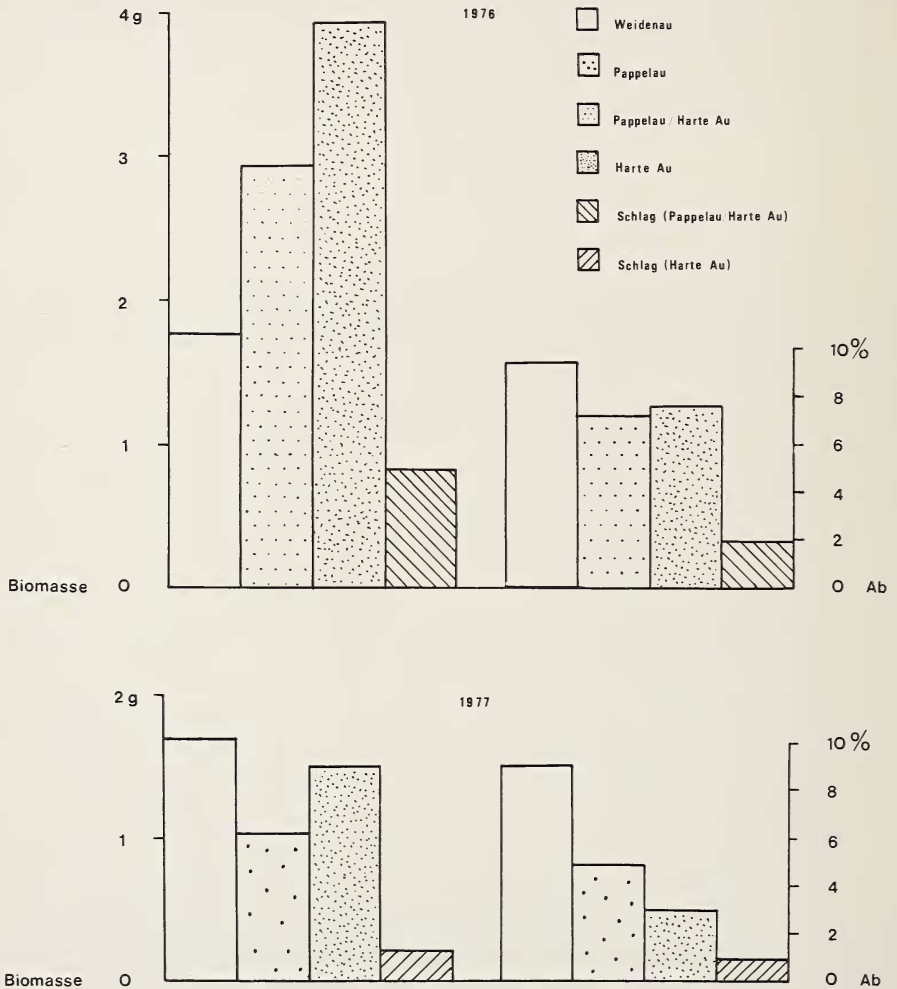 1976
4 g
3
2
1
Biomasse 0
Weidenau
Pappelau
Pappelau / Harte Au
Harte Au
Schlag (Pappelau/Harte Au)
Schlag (Harte Au)
10%
8
6
4
2
0 Ab
1977
2 g
1
Biomasse 0
10%
8
6
4
2
0 Ab